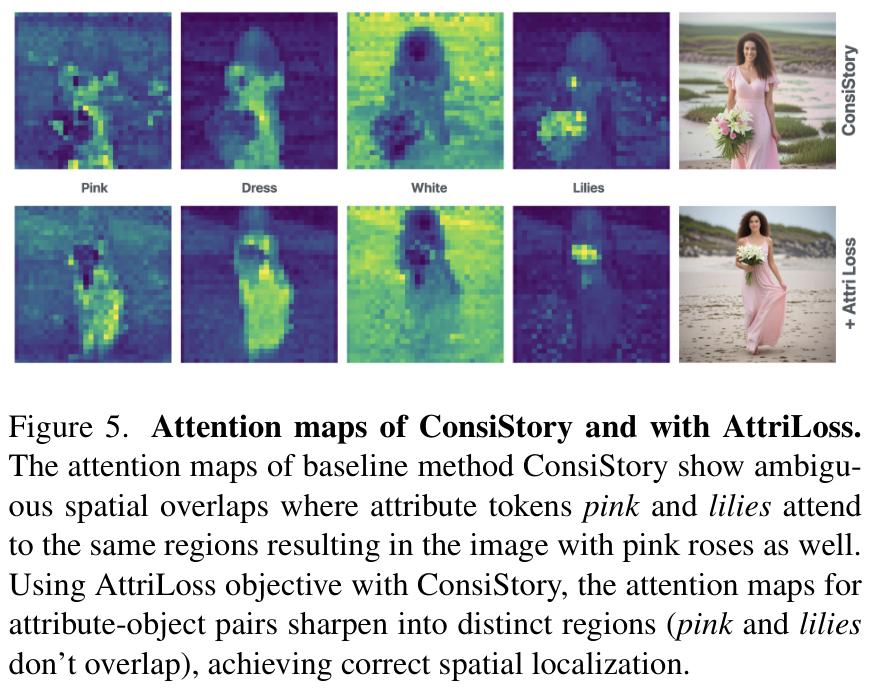 ConsiStory
Pink Dress White Lilies
+ Attri Loss
Figure 5. Attention maps of ConsiStory and with AttriLoss.
The attention maps of baseline method ConsiStory show ambigu-
ous spatial overlaps where attribute tokens pink and lilies attend
to the same regions resulting in the image with pink roses as well.
Using AttriLoss objective with ConsiStory, the attention maps for
attribute-object pairs sharpen into distinct regions (pink and lilies
don't overlap), achieving correct spatial localization.